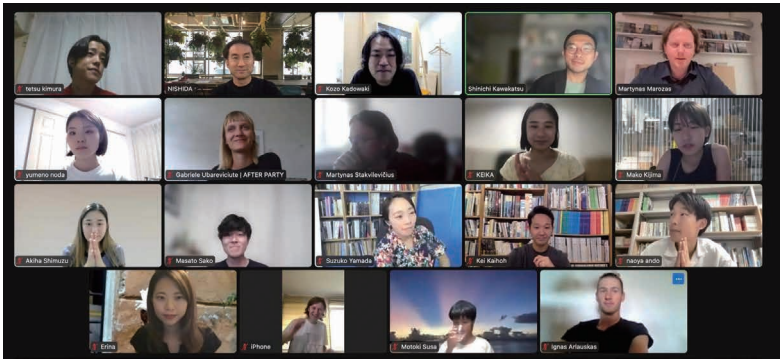 tetsu kimura
NISHIDA
Kozo Kadowaki
Shinichi Kawakatsu
Martynas Marozas
yumeno noda
Gabriele Ubareviciute | AFTER PARTY
Martynas Stakvilevičius
KEIKA
Mako Kijima
Akiha Shimuzu
Masato Sako
Suzuko Yamada
Kei Kaihoh
naoya ando
Erina
iPhone
Motoki Susa
Ignas Arlauskas